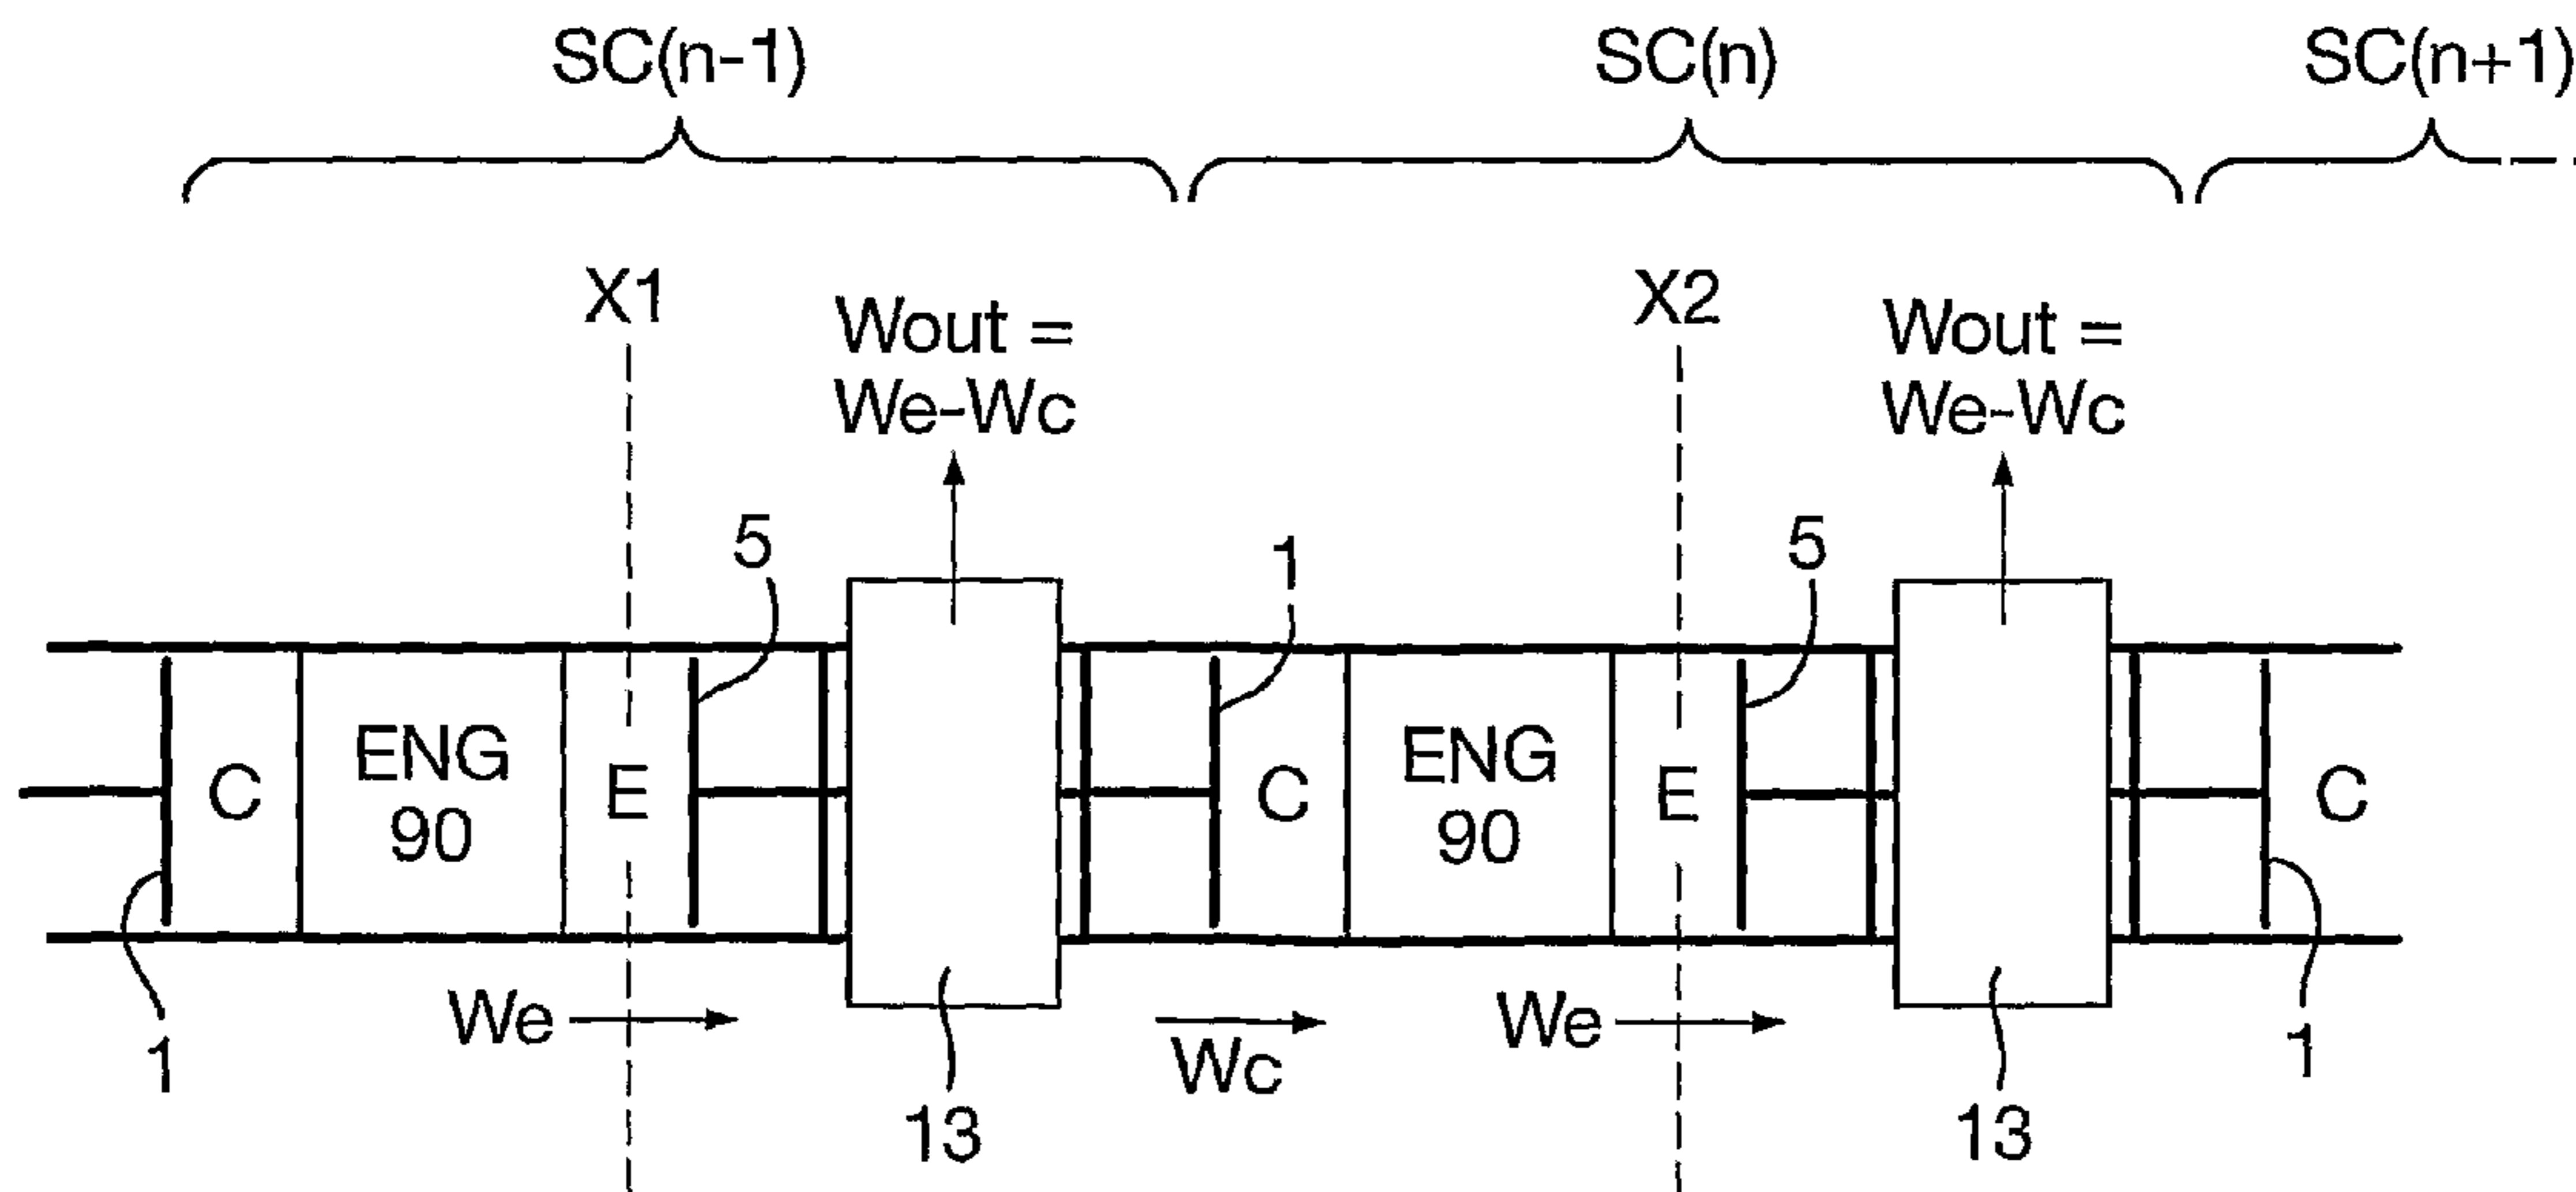 SC(n-1)
SC(n)
SC(n+1)
X1
Wout =
We-Wc
X2
Wout =
We-Wc
5
1
5
C
ENG
90
E
C
ENG
90
E
C
1
We
13
Wc
We
13
1